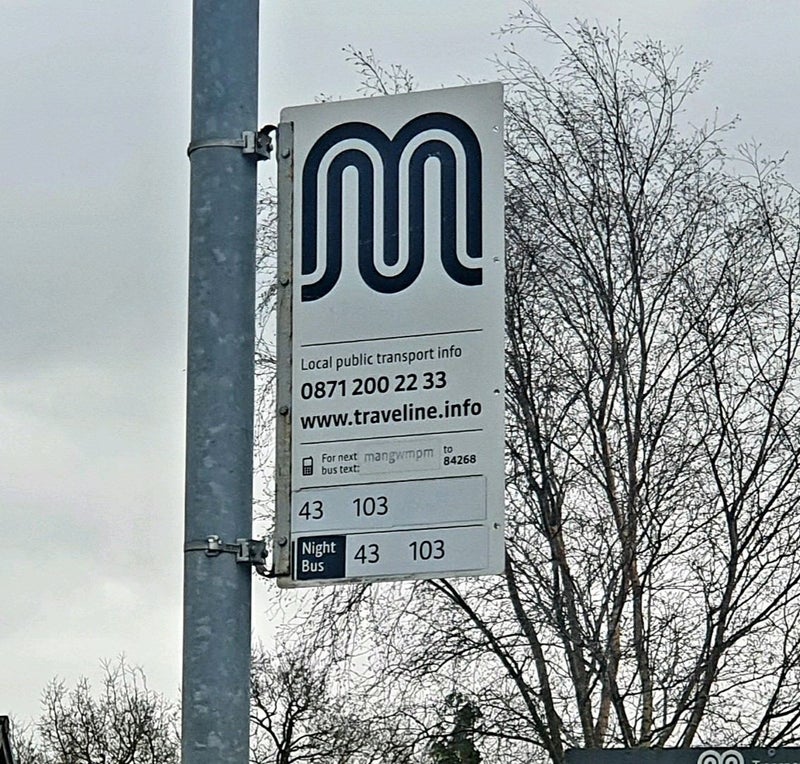 Local public transport info
0871 200 22 33
www.traveline.info
For next bus text: mangwmpm to 84268
43 103
Night Bus 43 103